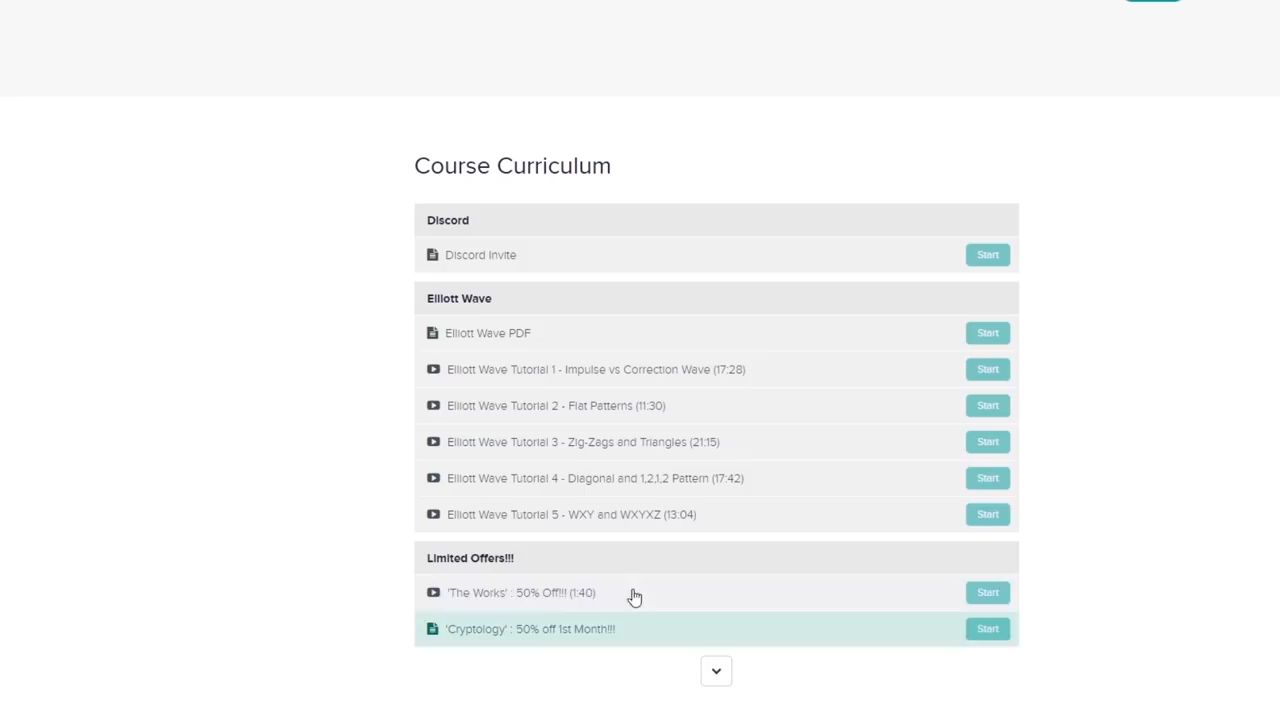 Course Curriculum
Discord
Discord Invite Start
Elliott Wave
Elliott Wave PDF Start
Elliott Wave Tutorial 1 - Impulse vs Correction Wave (17:28) Start
Elliott Wave Tutorial 2 - Flat Patterns (11:30) Start
Elliott Wave Tutorial 3 - Zig-Zags and Triangles (21:15) Start
Elliott Wave Tutorial 4 - Diagonal and 1,2,1,2 Pattern (17:42) Start
Elliott Wave Tutorial 5 - WXY and WXYXZ (13:04) Start
Limited Offers!!!
'The Works' : 50% Off!!! (1:40) Start
'Cryptology' : 50% off 1st Month!!! Start